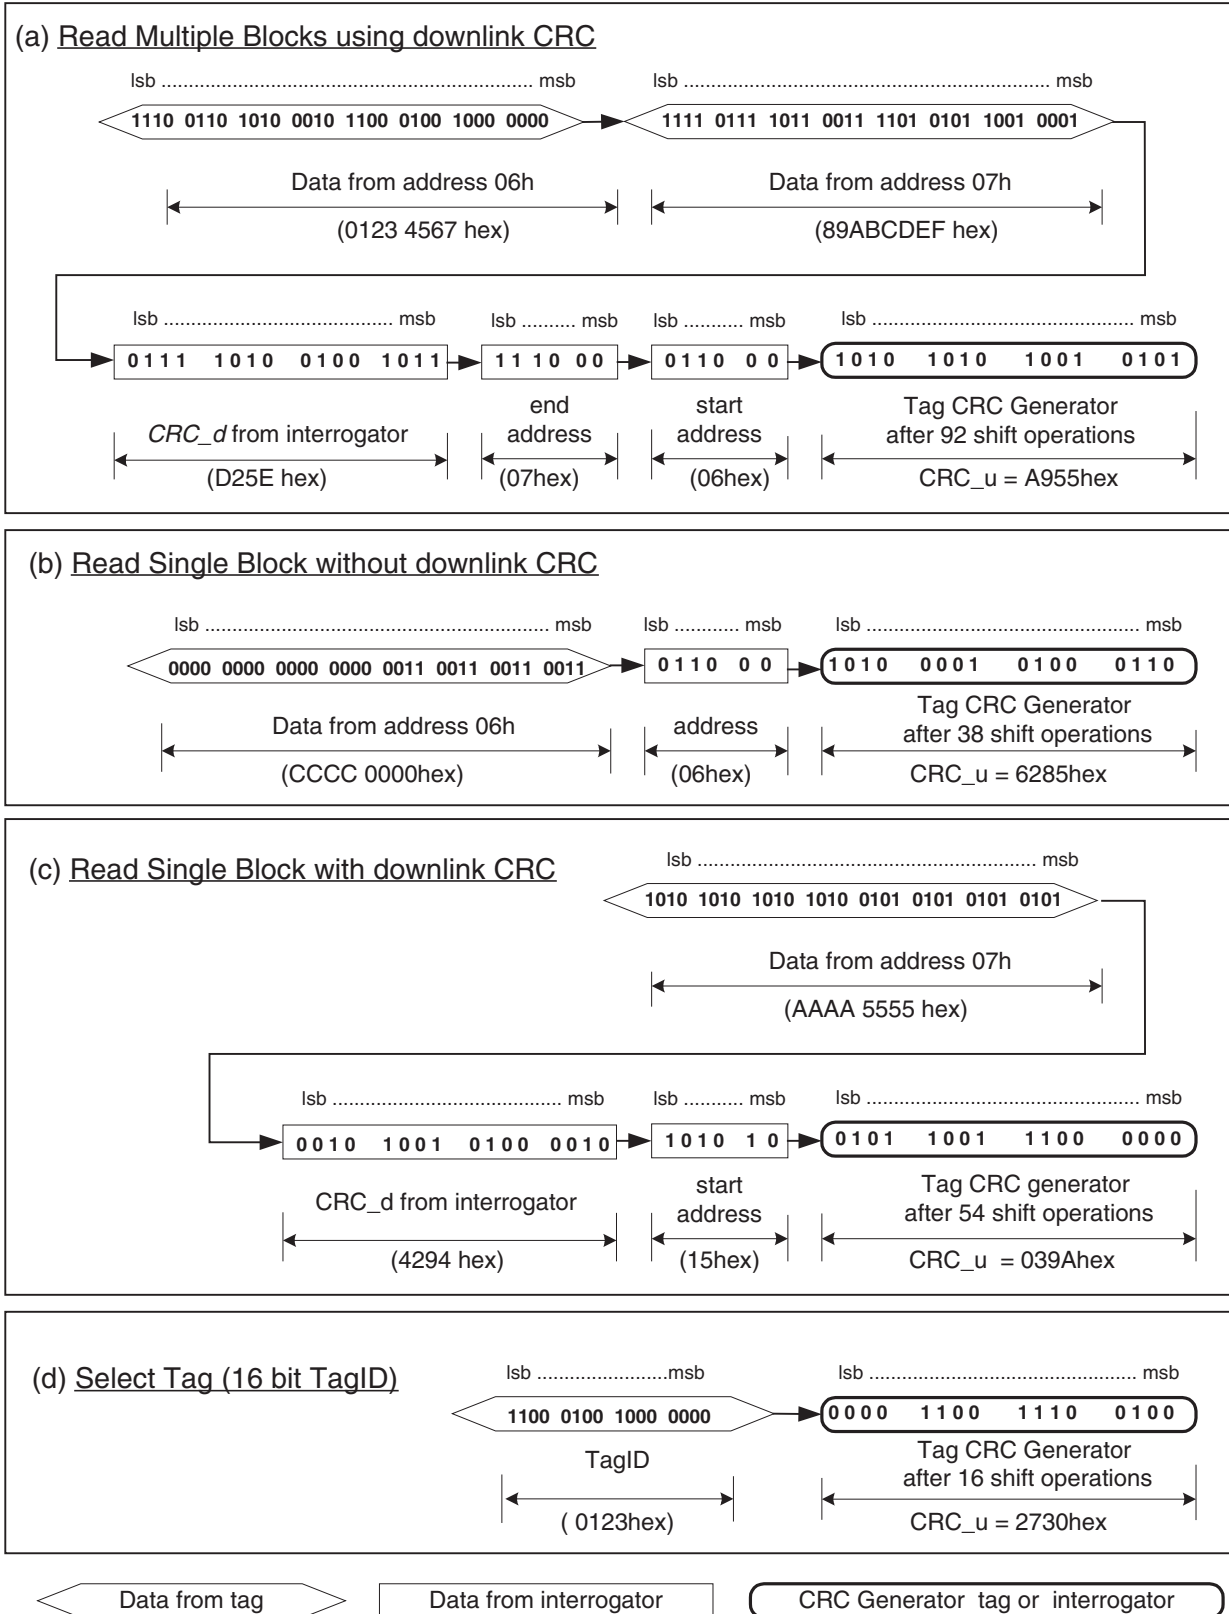 (a) Read Multiple Blocks using downlink CRC
lsb ..................................................................... msb lsb .................................................................... msb
1110 0110 1010 0010 1100 0100 1000 0000 1111 0111 1011 0011 1101 0101 1001 0001
Data from address 06h Data from address 07h
(0123 4567 hex) (89ABCDEF hex)
lsb ........................................... msb lsb .......... msb lsb ........... msb lsb ................................................. msb
0111 1010 0100 1011 11 10 00 0110 0 0 1010 1010 1001 0101
CRC_d from interrogator end address start address Tag CRC Generator after 92 shift operations
(D25E hex) (07hex) (06hex) CRC_u = A955hex
(b) Read Single Block without downlink CRC
lsb ................................................................ msb lsb ............ msb lsb ................................................... msb
0000 0000 0000 0000 0011 0011 0011 0011 0110 0 0 1010 0001 0100 0110
Data from address 06h address Tag CRC Generator after 38 shift operations
(CCCC 0000hex) (06hex) CRC_u = 6285hex
(c) Read Single Block with downlink CRC
lsb ............................................................... msb
1010 1010 1010 1010 0101 0101 0101 0101
Data from address 07h
(AAAA 5555 hex)
lsb ........................................... msb lsb ........... msb lsb ................................................... msb
0010 1001 0100 0010 1010 1 0 0101 1001 1100 0000
CRC_d from interrogator start address Tag CRC generator after 54 shift operations
(4294 hex) (15hex) CRC_u = 039Ahex
(d) Select Tag (16 bit TagID)
lsb ........................msb lsb .................................................. msb
1100 0100 1000 0000 0000 1100 1110 0100
TagID Tag CRC Generator after 16 shift operations
( 0123hex) CRC_u = 2730hex
Data from tag Data from interrogator CRC Generator tag or interrogator